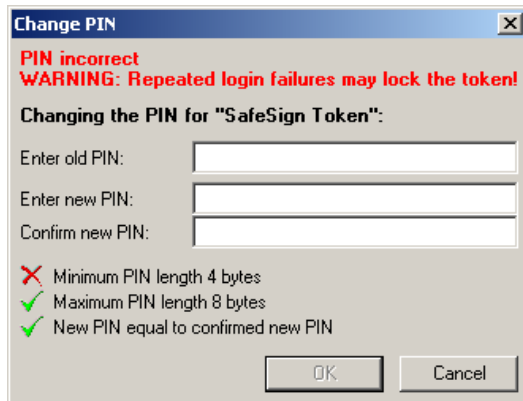 Change PIN
PIN incorrect
WARNING: Repeated login failures may lock the token!
Changing the PIN for "SafeSign Token":
Enter old PIN:
Enter new PIN:
Confirm new PIN:
Minimum PIN length 4 bytes
Maximum PIN length 8 bytes
New PIN equal to confirmed new PIN
OK Cancel